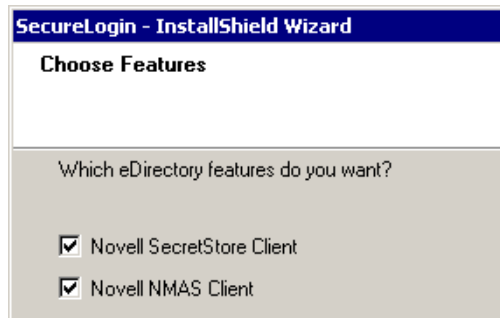 SecureLogin - InstallShield Wizard
Choose Features
Which eDirectory features do you want?
Novell SecretStore Client
Novell NMAS Client